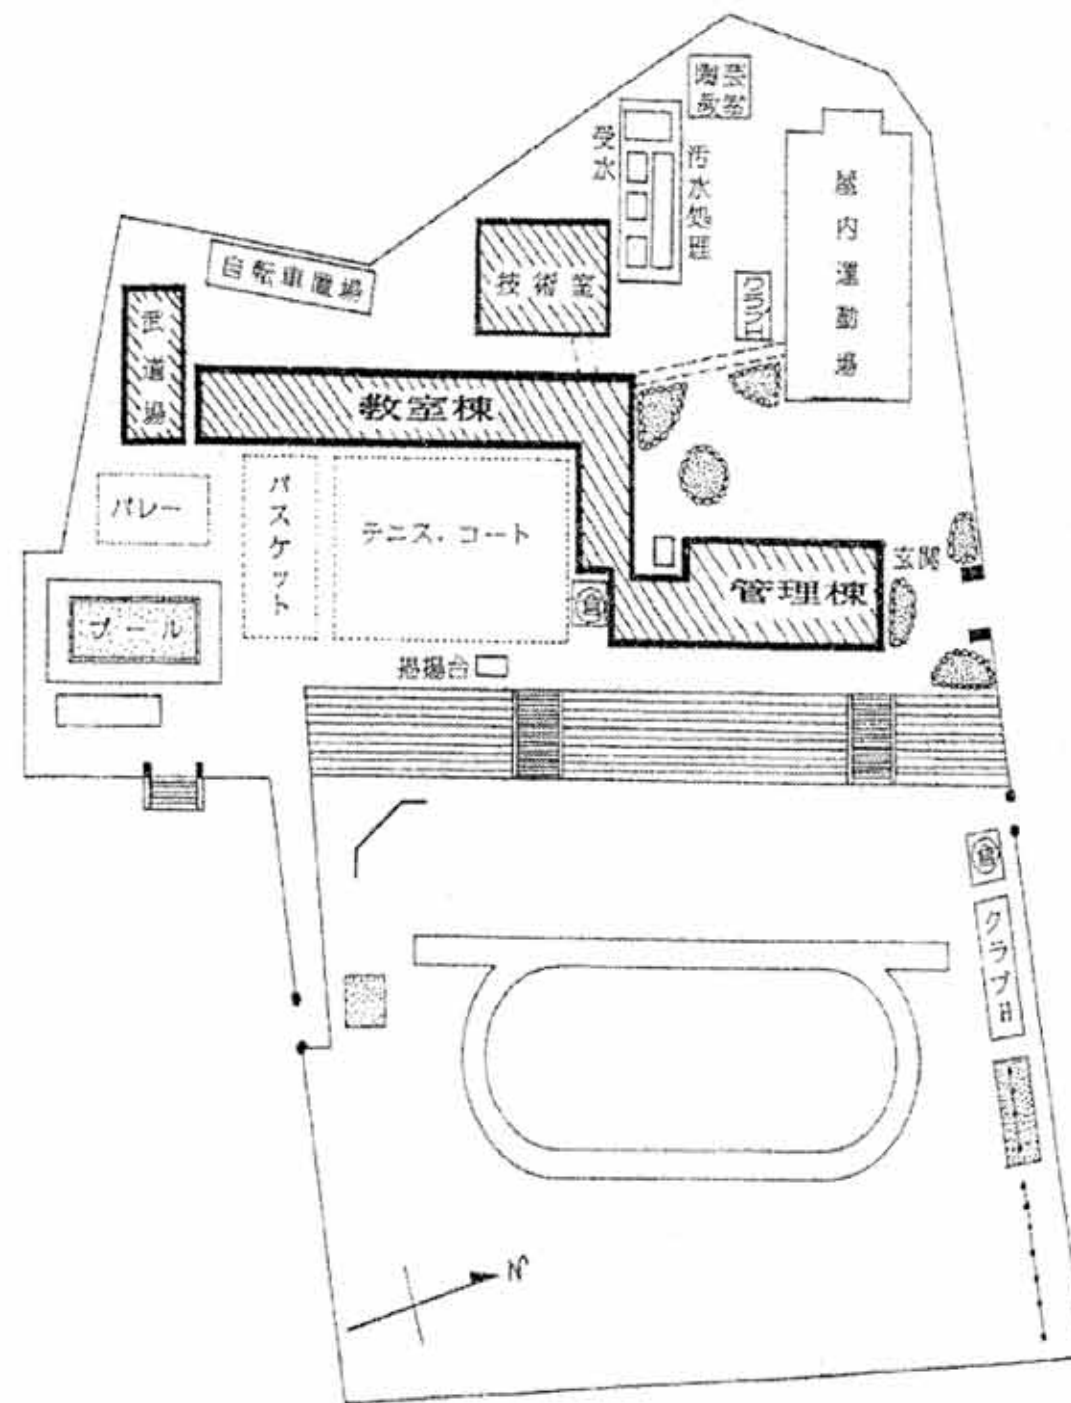 陶芸
教室
受水
汚水処理
屋内運動場
自転車置場
技術室
クラブH
武道場
教室棟
バレー
バスケット
テニス・コート
玄関
管理棟
倉
プール
掲揚台
倉
クラブH
N